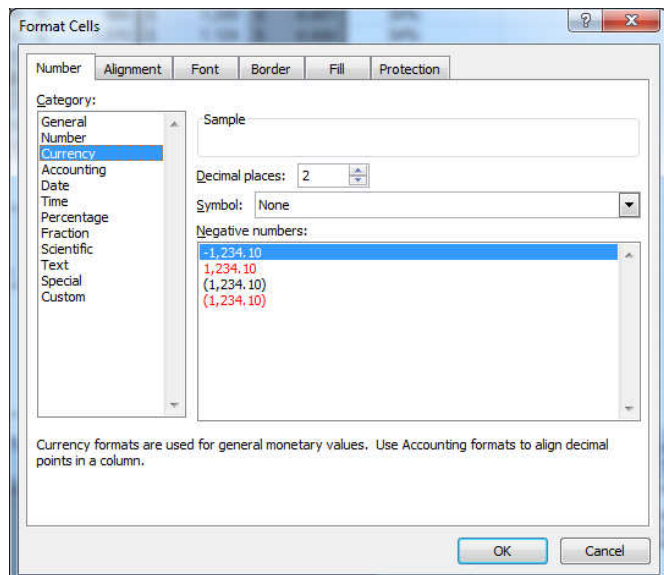 Format Cells
Number Alignment Font Border Fill Protection
Category:
General
Number
Currency
Accounting
Date
Time
Percentage
Fraction
Scientific
Text
Special
Custom
Sample
Decimal places: 2
Symbol: None
Negative numbers:
-1,234.10
1,234.10
(1,234.10)
(1,234.10)
Currency formats are used for general monetary values. Use Accounting formats to align decimal
points in a column.
OK Cancel